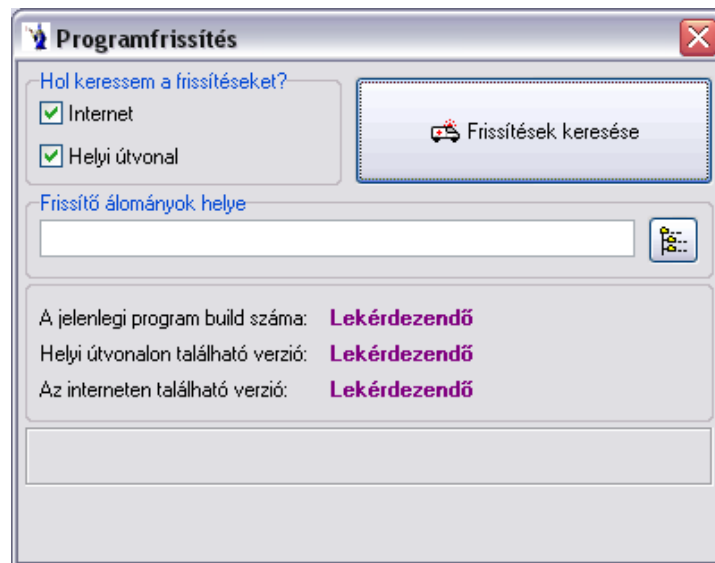 Programfrissítés
Hol keressem a frissítéseket?
Internet
Helyi útvonal
Frissítések keresése
Frissítő álományok helye
A jelenlegi program build száma: Lekérdezendő
Helyi útvonalon található verzió: Lekérdezendő
Az interneten található verzió: Lekérdezendő